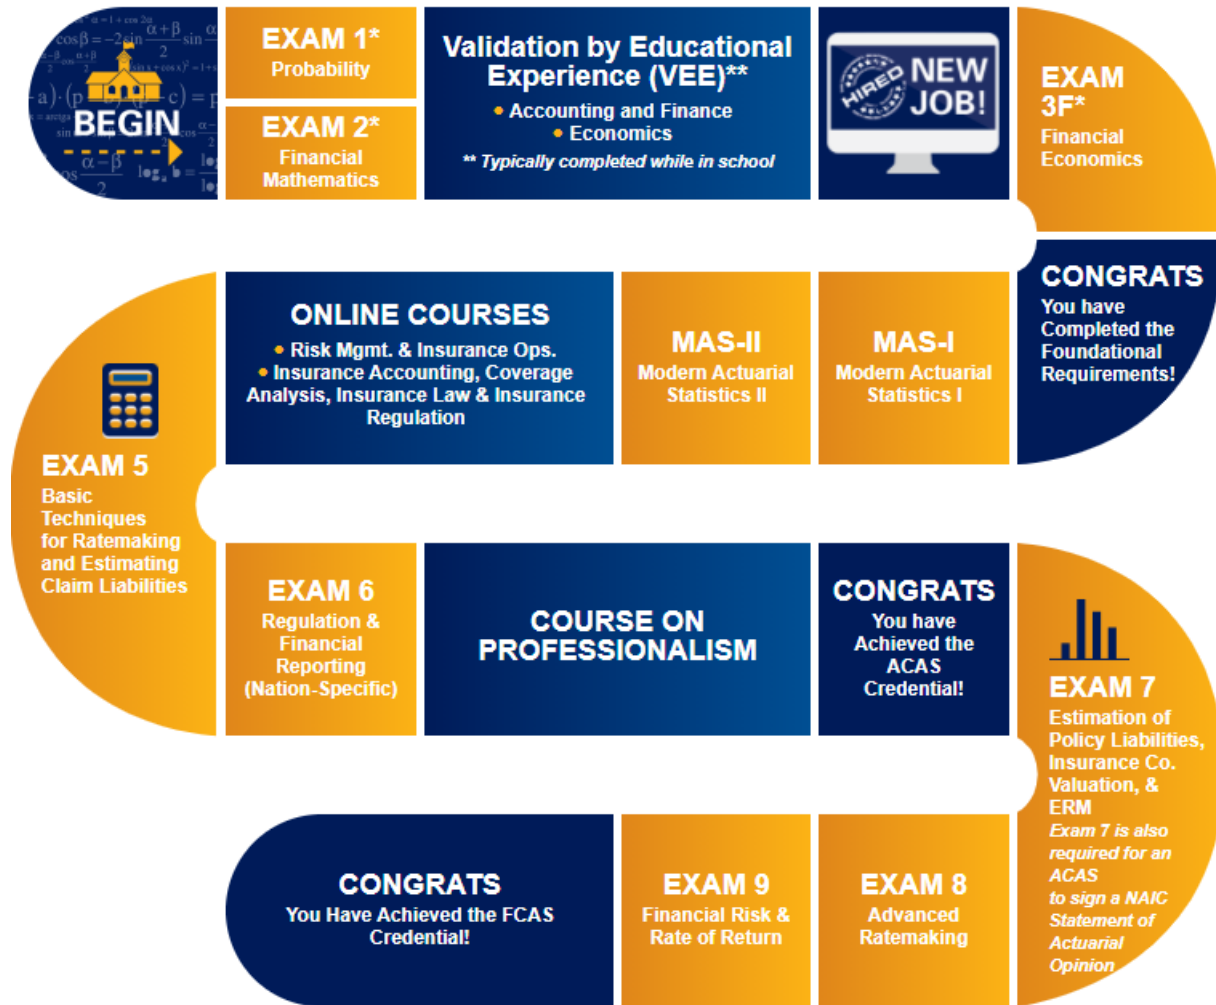 BEGIN
EXAM 1*
Probability
EXAM 2*
Financial
Mathematics
Validation by Educational
Experience (VEE)**
• Accounting and Finance
• Economics
** Typically completed while in school
HIRED
NEW
JOB!
EXAM
3F*
Financial
Economics
CONGRATS
You have
Completed the
Foundational
Requirements!
MAS-I
Modern Actuarial
Statistics I
MAS-II
Modern Actuarial
Statistics II
ONLINE COURSES
• Risk Mgmt. & Insurance Ops.
• Insurance Accounting, Coverage
Analysis, Insurance Law & Insurance
Regulation
EXAM 5
Basic
Techniques
for Ratemaking
and Estimating
Claim Liabilities
EXAM 6
Regulation &
Financial
Reporting
(Nation-Specific)
COURSE ON
PROFESSIONALISM
CONGRATS
You have
Achieved the
ACAS
Credential!
EXAM 7
Estimation of
Policy Liabilities,
Insurance Co.
Valuation, &
ERM
Exam 7 is also
required for an
ACAS
to sign a NAIC
Statement of
Actuarial
Opinion
EXAM 8
Advanced
Ratemaking
EXAM 9
Financial Risk &
Rate of Return
CONGRATS
You Have Achieved the FCAS
Credential!